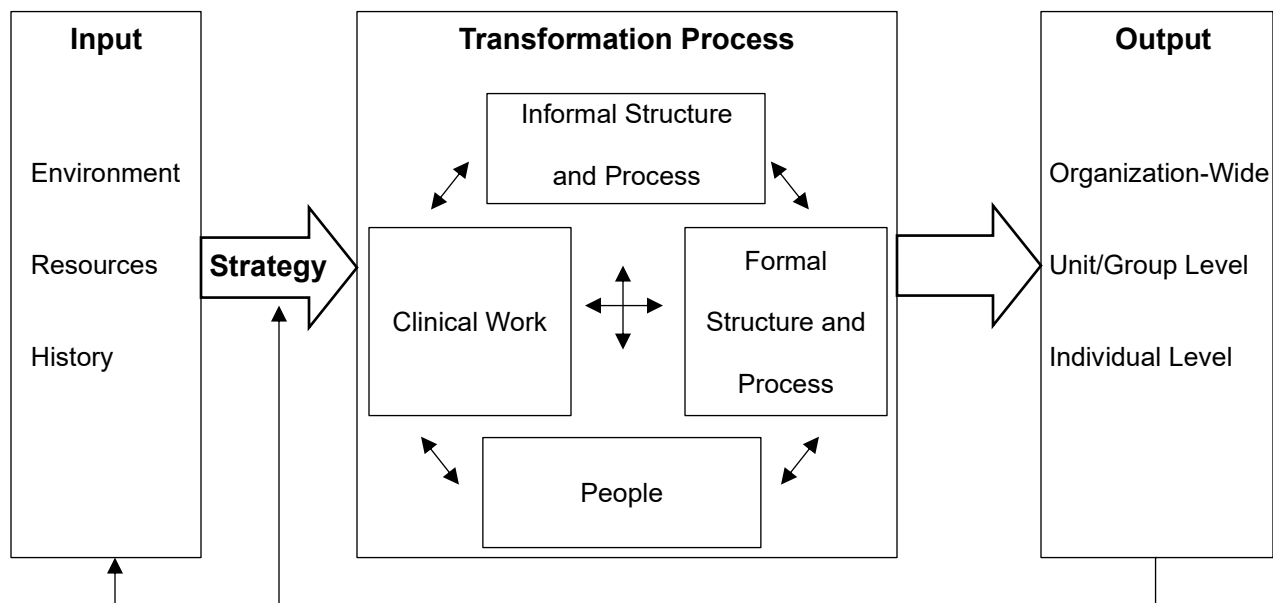 Input
Environment
Resources
History
Strategy
Transformation Process
Informal Structure
and Process
Clinical Work
Formal
Structure and
Process
People
Output
Organization-Wide
Unit/Group Level
Individual Level